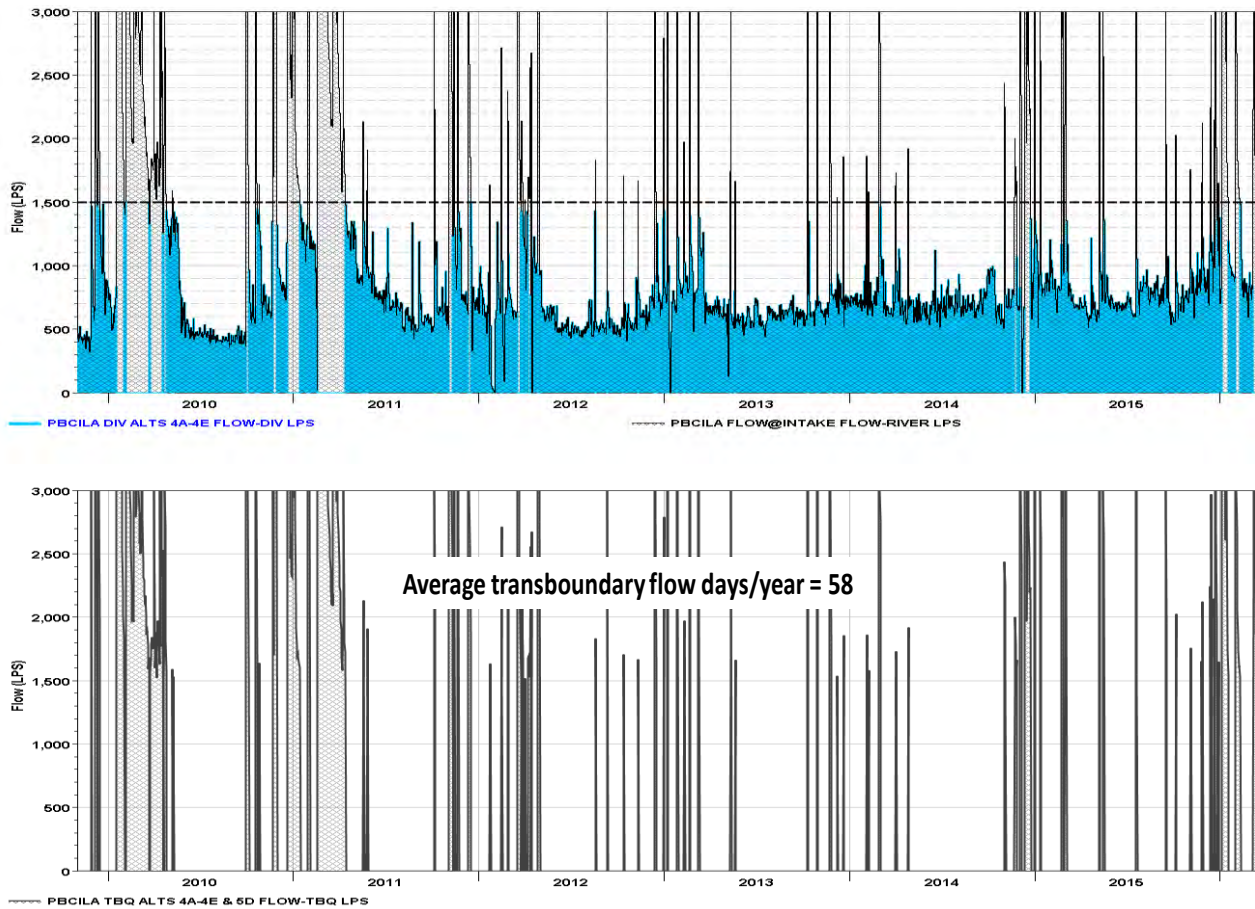 3,000
2,500
2,000
1,500
1,000
500
0
Flow (LPS)
2010 2011 2012 2013 2014 2015
PBCILA DIV ALTS 4A-4E FLOW-DIV LPS PBCILA FLOW@INTAKE FLOW-RIVER LPS
3,000
2,500
2,000
1,500
1,000
500
0
Flow (LPS)
Average transboundary flow days/year = 58
2010 2011 2012 2013 2014 2015
PBCILA TBQ ALTS 4A-4E & 5D FLOW-TBQ LPS